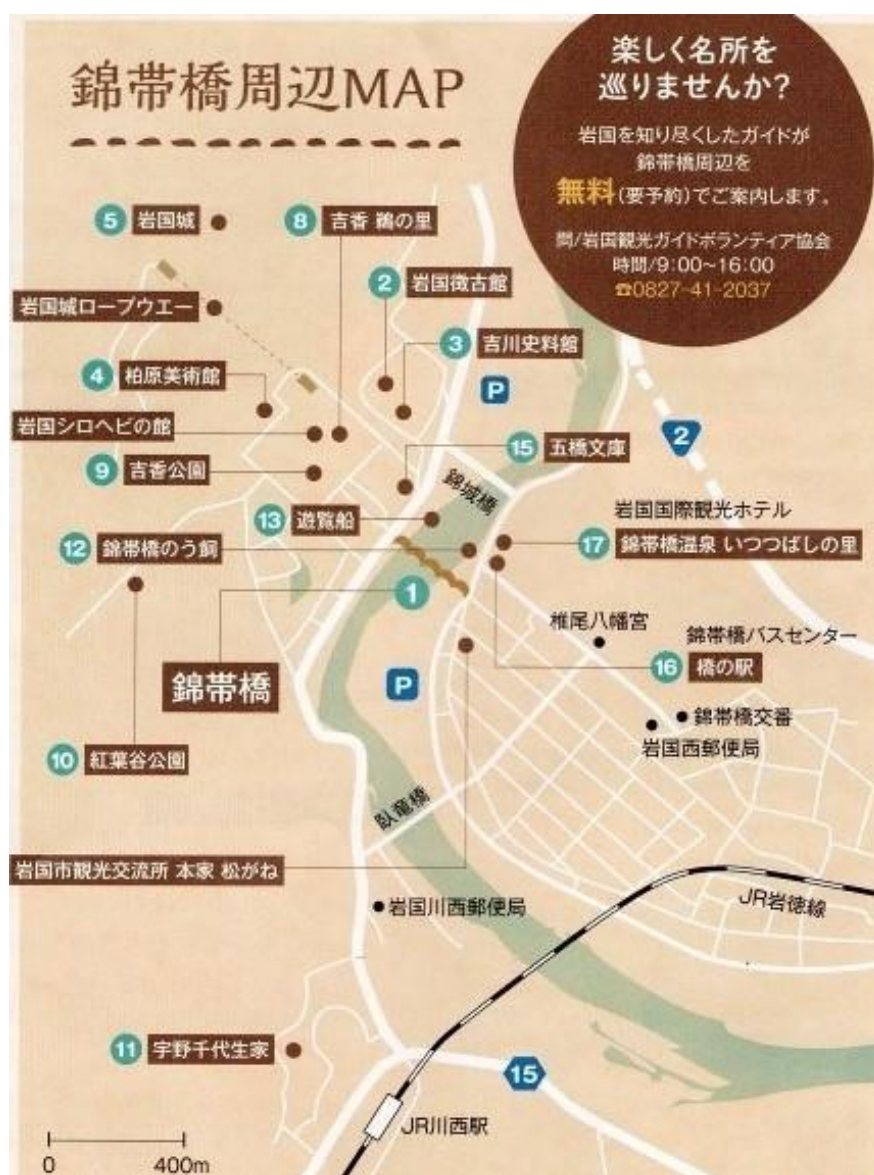 錦帯橋周辺MAP
楽しく名所を
巡りませんか?
岩国を知り尽くしたガイドが
錦帯橋周辺を
無料(要予約)でご案内します。
問/岩国観光ガイドボランティア協会
時間/9:00~16:00
☎0827-41-2037
5 岩国城
8 吉香 鵜の里
2 岩国徴古館
岩国城ロープウエー
3 吉川史料館
4 柏原美術館
P
岩国シロヘビの館
15 五橋文庫
2
9 吉香公園
錦城橋
13 遊覧船
岩国国際観光ホテル
12 錦帯橋のう飼
17 錦帯橋温泉 いつつばしの里
1
錦帯橋
椎尾八幡宮
錦帯橋バスセンター
16 橋の駅
P
錦帯橋交番
岩国西郵便局
10 紅葉谷公園
臥竜橋
岩国市観光交流所 本家 松がね
岩国川西郵便局
JR岩徳線
11 宇野千代生家
15
JR川西駅
0 400m